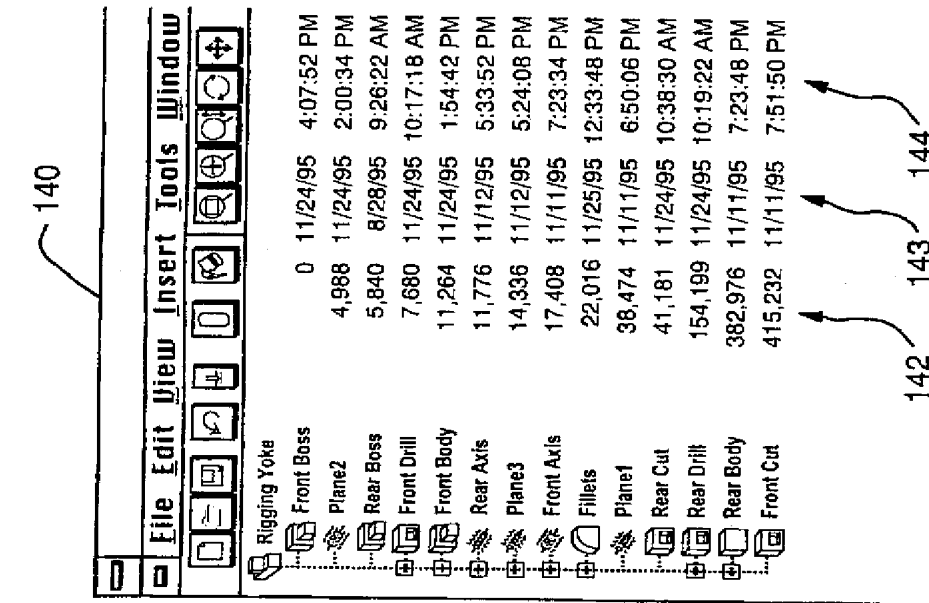 140
File Edit View Insert Tools Window
Rigging Yoke
Front Boss 0 11/24/95 4:07:52 PM
Plane2 4,988 11/24/95 2:00:34 PM
Rear Boss 5,840 8/28/95 9:26:22 AM
Front Drill 7,680 11/24/95 10:17:18 AM
Front Body 11,264 11/24/95 1:54:42 PM
Rear Axis 11,776 11/12/95 5:33:52 PM
Plane3 14,336 11/12/95 5:24:08 PM
Front Axis 17,408 11/11/95 7:23:34 PM
Fillets 22,016 11/25/95 12:33:48 PM
Plane1 38,474 11/11/95 6:50:06 PM
Rear Cut 41,181 11/24/95 10:38:30 AM
Rear Drill 154,199 11/24/95 10:19:22 AM
Rear Body 382,976 11/11/95 7:23:48 PM
Front Cut 415,232 11/11/95 7:51:50 PM
142 143 144